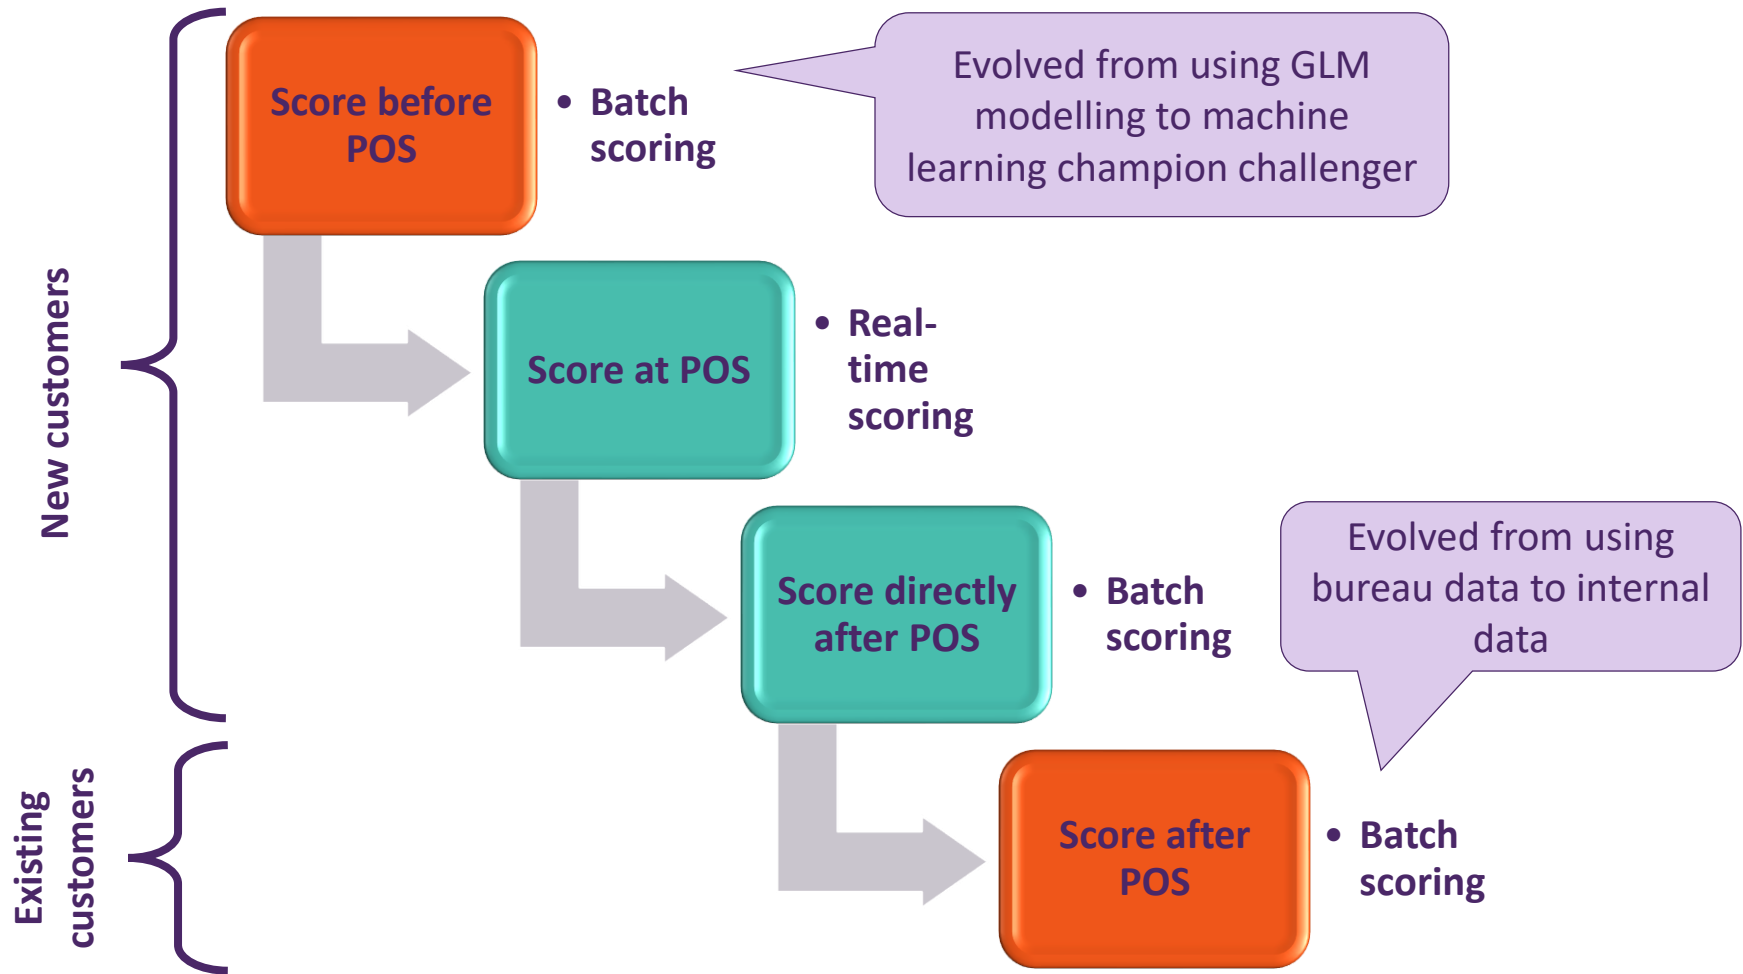 New customers
Score before
POS
• Batch
scoring
Evolved from using GLM
modelling to machine
learning champion challenger
Score at POS
• Real-
time
scoring
Score directly
after POS
• Batch
scoring
Evolved from using
bureau data to internal
data
Existing
customers
Score after
POS
• Batch
scoring